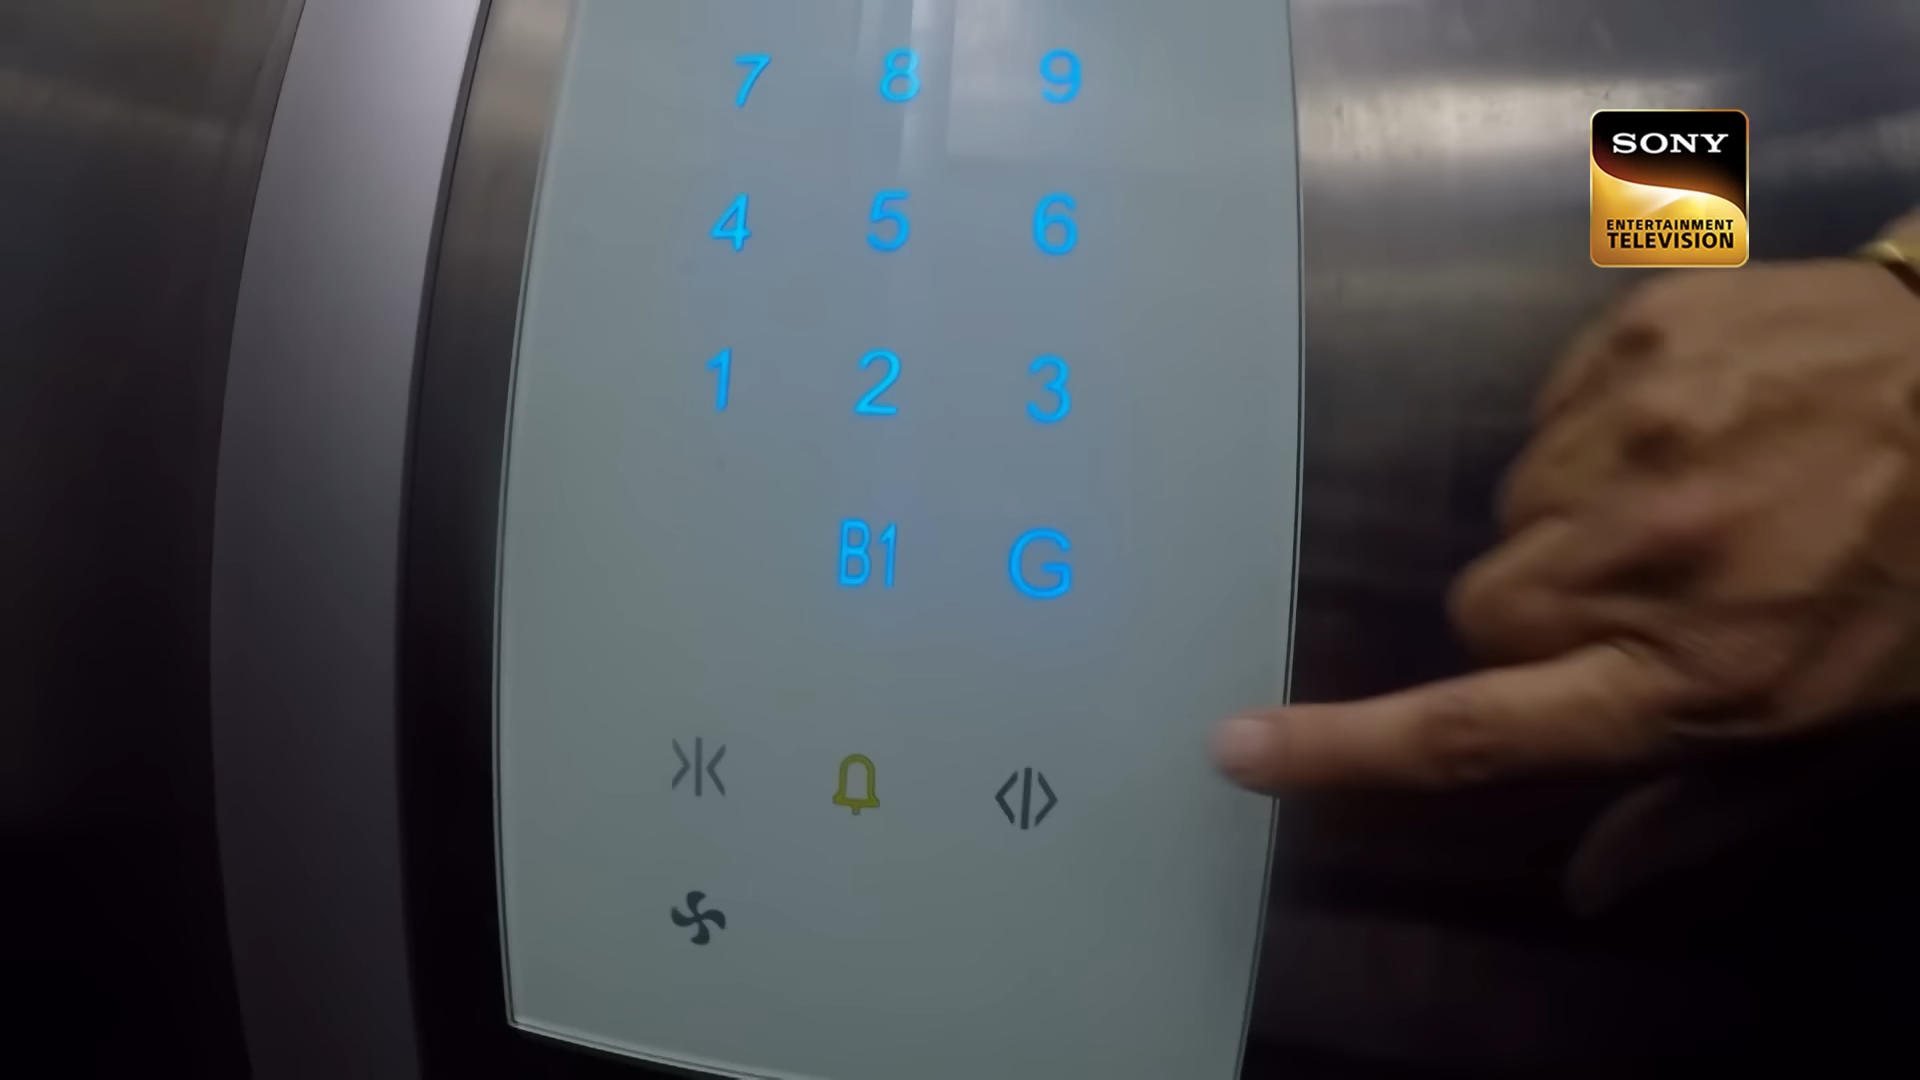 7 8 9
4 5 6
1 2 3
B1 G
SONY
ENTERTAINMENT
TELEVISION